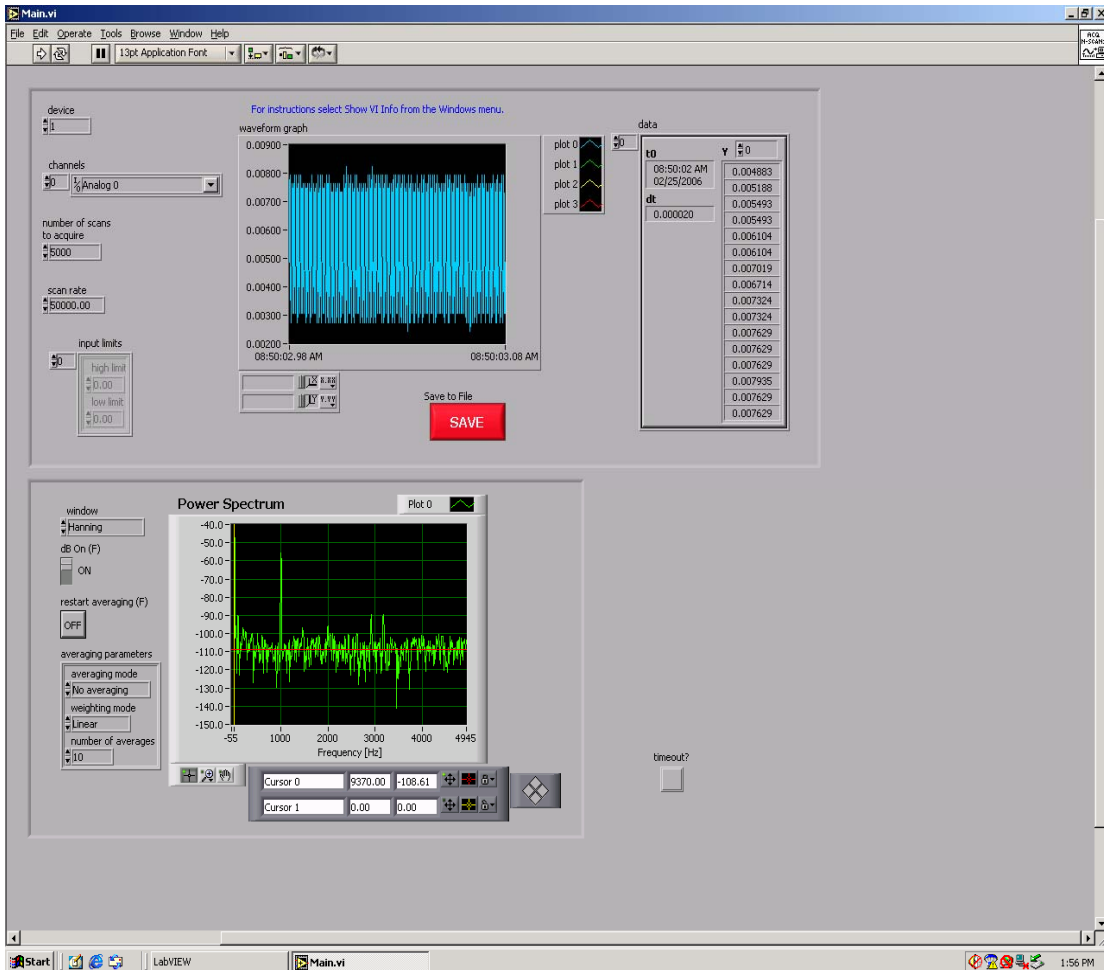 Main.vi
File Edit Operate Tools Browse Window Help
13pt Application Font
ACQ
N-SCAN
For instructions select Show VI Info from the Windows menu.
device
1
channels
0 Analog 0
number of scans
to acquire
5000
scan rate
50000.00
input limits
0
high limit
0.00
low limit
0.00
waveform graph
0.00900
0.00800
0.00700
0.00600
0.00500
0.00400
0.00300
0.00200
08:50:02.98 AM 08:50:03.08 AM
plot 0
plot 1
plot 2
plot 3
X X.XX
Y Y.YY
Save to File
SAVE
data
0
t0
08:50:02 AM
02/25/2006
dt
0.000020
Y 0
0.004883
0.005188
0.005493
0.005493
0.006104
0.006104
0.007019
0.006714
0.007324
0.007324
0.007629
0.007629
0.007629
0.007935
0.007629
0.007629
window
Hanning
dB On (F)
ON
restart averaging (F)
OFF
averaging parameters
averaging mode
No averaging
weighting mode
Linear
number of averages
10
Power Spectrum
Plot 0
-40.0
-50.0
-60.0
-70.0
-80.0
-90.0
-100.0
-110.0
-120.0
-130.0
-140.0
-150.0
-55 1000 2000 3000 4000 4945
Frequency [Hz]
Cursor 0 9370.00 -108.61
Cursor 1 0.00 0.00
timeout?
Start LabVIEW Main.vi 1:56 PM